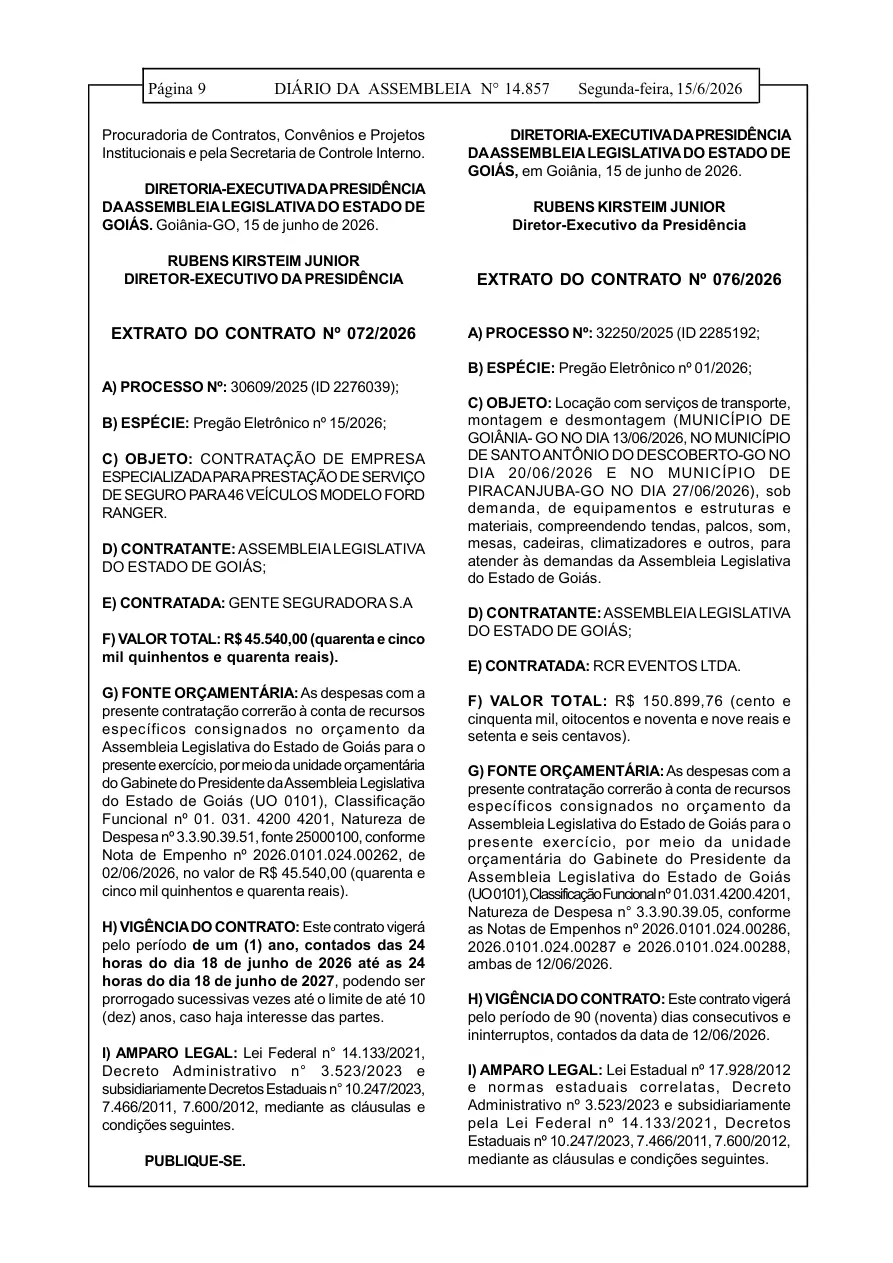 Página 9 DIÁRIO DA ASSEMBLEIA N° 14.857 Segunda-feira, 15/6/2026
Procuradoria de Contratos, Convênios e Projetos
Institucionais e pela Secretaria de Controle Interno.
DIRETORIA-EXECUTIVA DA PRESIDÊNCIA
DA ASSEMBLEIA LEGISLATIVA DO ESTADO DE
GOIÁS. Goiânia-GO, 15 de junho de 2026.
RUBENS KIRSTEIM JUNIOR
DIRETOR-EXECUTIVO DA PRESIDÊNCIA
EXTRATO DO CONTRATO Nº 072/2026
A) PROCESSO Nº: 30609/2025 (ID 2276039);
B) ESPÉCIE: Pregão Eletrônico nº 15/2026;
C) OBJETO: CONTRATAÇÃO DE EMPRESA
ESPECIALIZADA PARA PRESTAÇÃO DE SERVIÇO
DE SEGURO PARA 46 VEÍCULOS MODELO FORD
RANGER.
D) CONTRATANTE: ASSEMBLEIA LEGISLATIVA
DO ESTADO DE GOIÁS;
E) CONTRATADA: GENTE SEGURADORA S.A
F) VALOR TOTAL: R$ 45.540,00 (quarenta e cinco
mil quinhentos e quarenta reais).
G) FONTE ORÇAMENTÁRIA: As despesas com a
presente contratação correrão à conta de recursos
específicos consignados no orçamento da
Assembleia Legislativa do Estado de Goiás para o
presente exercício, por meio da unidade orçamentária
do Gabinete do Presidente da Assembleia Legislativa
do Estado de Goiás (UO 0101), Classificação
Funcional nº 01. 031. 4200 4201, Natureza de
Despesa nº 3.3.90.39.51, fonte 25000100, conforme
Nota de Empenho nº 2026.0101.024.00262, de
02/06/2026, no valor de R$ 45.540,00 (quarenta e
cinco mil quinhentos e quarenta reais).
H) VIGÊNCIA DO CONTRATO: Este contrato vigerá
pelo período de um (1) ano, contados das 24
horas do dia 18 de junho de 2026 até as 24
horas do dia 18 de junho de 2027, podendo ser
prorrogado sucessivas vezes até o limite de até 10
(dez) anos, caso haja interesse das partes.
I) AMPARO LEGAL: Lei Federal n° 14.133/2021,
Decreto Administrativo n° 3.523/2023 e
subsidiariamente Decretos Estaduais n° 10.247/2023,
7.466/2011, 7.600/2012, mediante as cláusulas e
condições seguintes.
PUBLIQUE-SE.
DIRETORIA-EXECUTIVA DA PRESIDÊNCIA
DA ASSEMBLEIA LEGISLATIVA DO ESTADO DE
GOIÁS, em Goiânia, 15 de junho de 2026.
RUBENS KIRSTEIM JUNIOR
Diretor-Executivo da Presidência
EXTRATO DO CONTRATO Nº 076/2026
A) PROCESSO Nº: 32250/2025 (ID 2285192;
B) ESPÉCIE: Pregão Eletrônico nº 01/2026;
C) OBJETO: Locação com serviços de transporte,
montagem e desmontagem (MUNICÍPIO DE
GOIÂNIA- GO NO DIA 13/06/2026, NO MUNICÍPIO
DE SANTO ANTÔNIO DO DESCOBERTO-GO NO
DIA 20/06/2026 E NO MUNICÍPIO DE
PIRACANJUBA-GO NO DIA 27/06/2026), sob
demanda, de equipamentos e estruturas e
materiais, compreendendo tendas, palcos, som,
mesas, cadeiras, climatizadores e outros, para
atender às demandas da Assembleia Legislativa
do Estado de Goiás.
D) CONTRATANTE: ASSEMBLEIA LEGISLATIVA
DO ESTADO DE GOIÁS;
E) CONTRATADA: RCR EVENTOS LTDA.
F) VALOR TOTAL: R$ 150.899,76 (cento e
cinquenta mil, oitocentos e noventa e nove reais e
setenta e seis centavos).
G) FONTE ORÇAMENTÁRIA: As despesas com a
presente contratação correrão à conta de recursos
específicos consignados no orçamento da
Assembleia Legislativa do Estado de Goiás para o
presente exercício, por meio da unidade
orçamentária do Gabinete do Presidente da
Assembleia Legislativa do Estado de Goiás
(UO 0101), Classificação Funcional nº 01.031.4200.4201,
Natureza de Despesa n° 3.3.90.39.05, conforme
as Notas de Empenhos nº 2026.0101.024.00286,
2026.0101.024.00287 e 2026.0101.024.00288,
ambas de 12/06/2026.
H) VIGÊNCIA DO CONTRATO: Este contrato vigerá
pelo período de 90 (noventa) dias consecutivos e
ininterruptos, contados da data de 12/06/2026.
I) AMPARO LEGAL: Lei Estadual nº 17.928/2012
e normas estaduais correlatas, Decreto
Administrativo nº 3.523/2023 e subsidiariamente
pela Lei Federal nº 14.133/2021, Decretos
Estaduais nº 10.247/2023, 7.466/2011, 7.600/2012,
mediante as cláusulas e condições seguintes.